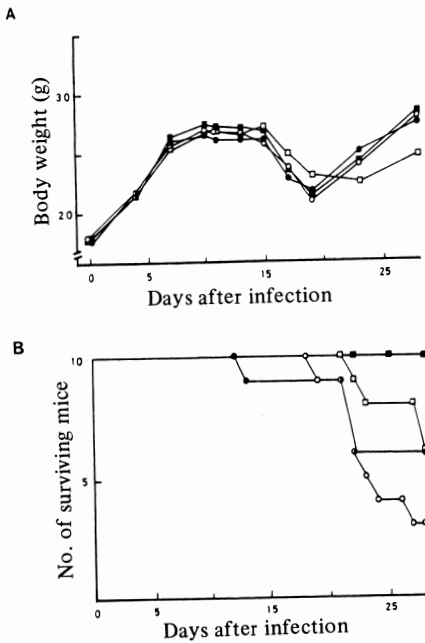 A
Body weight (g)
30
20
0
5
15
25
Days after infection
B
No. of surviving mice
10
5
0
5
15
25
Days after infection